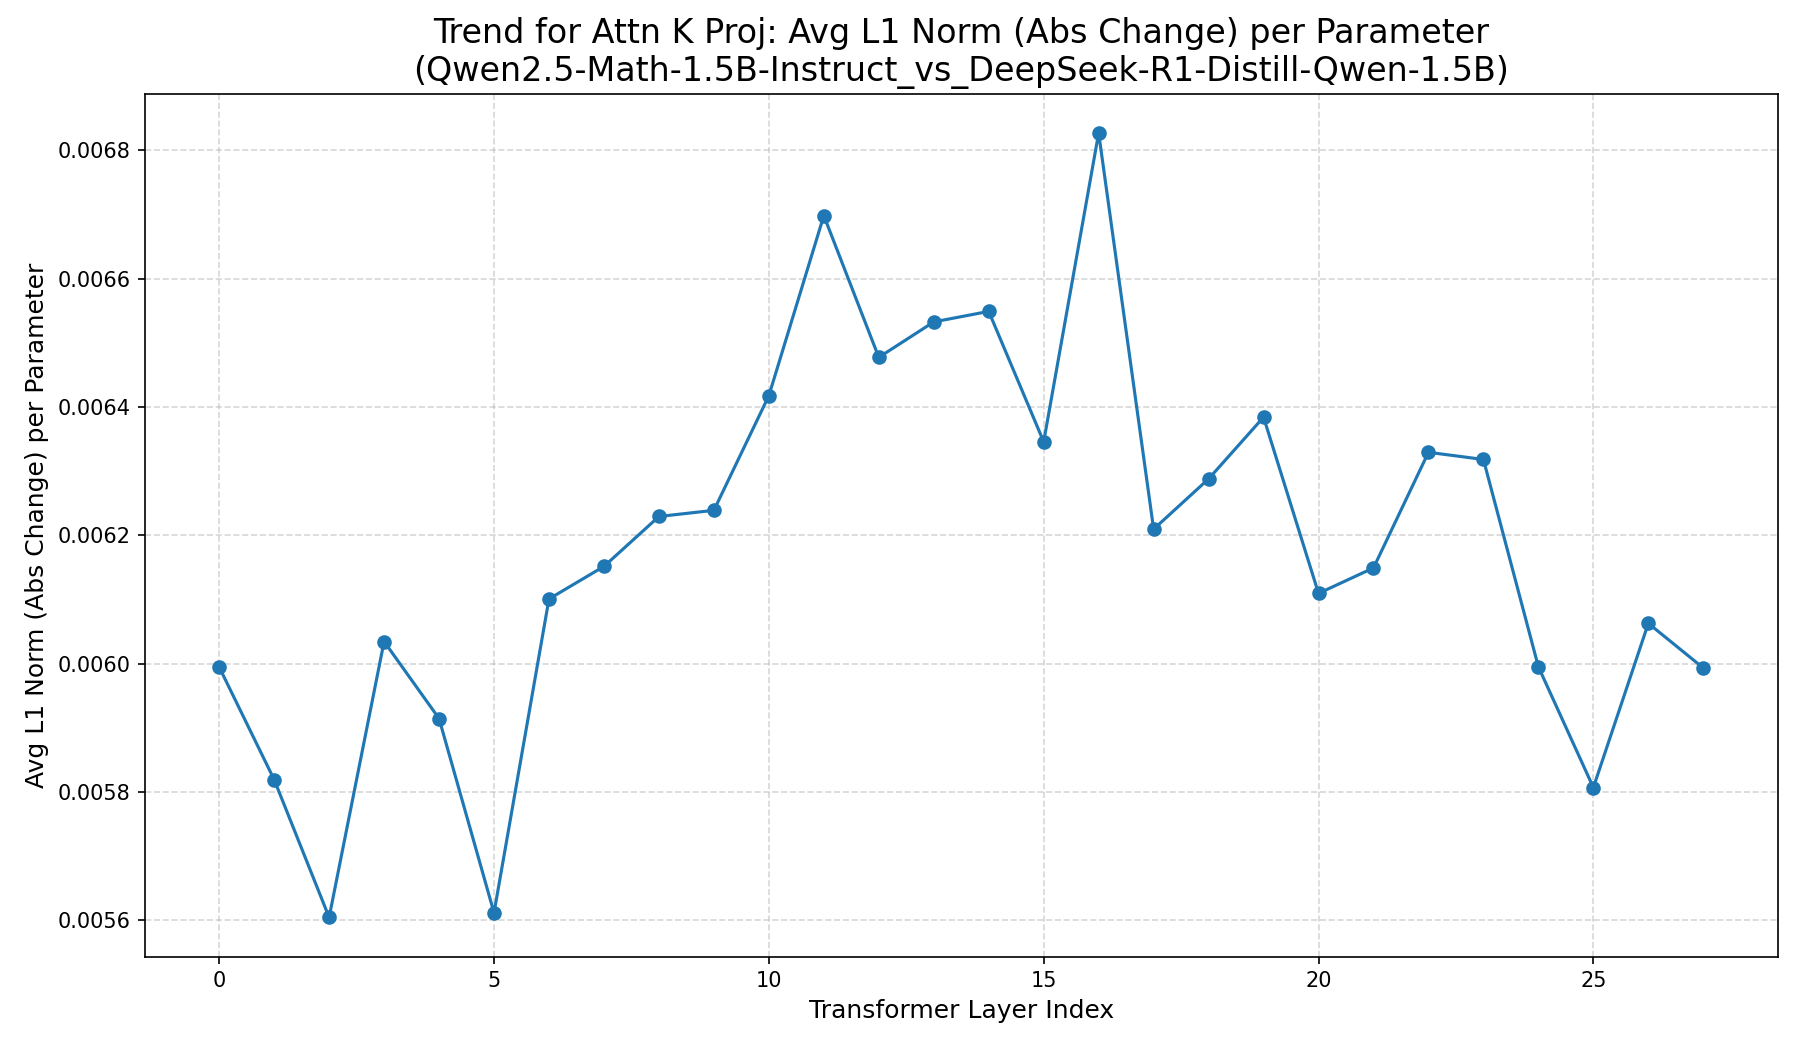 Trend for Attn K Proj: Avg L1 Norm (Abs Change) per Parameter
(Qwen2.5-Math-1.5B-Instruct_vs_DeepSeek-R1-Distill-Qwen-1.5B)
Avg L1 Norm (Abs Change) per Parameter
0.0068
0.0066
0.0064
0.0062
0.0060
0.0058
0.0056
0 5 10 15 20 25
Transformer Layer Index